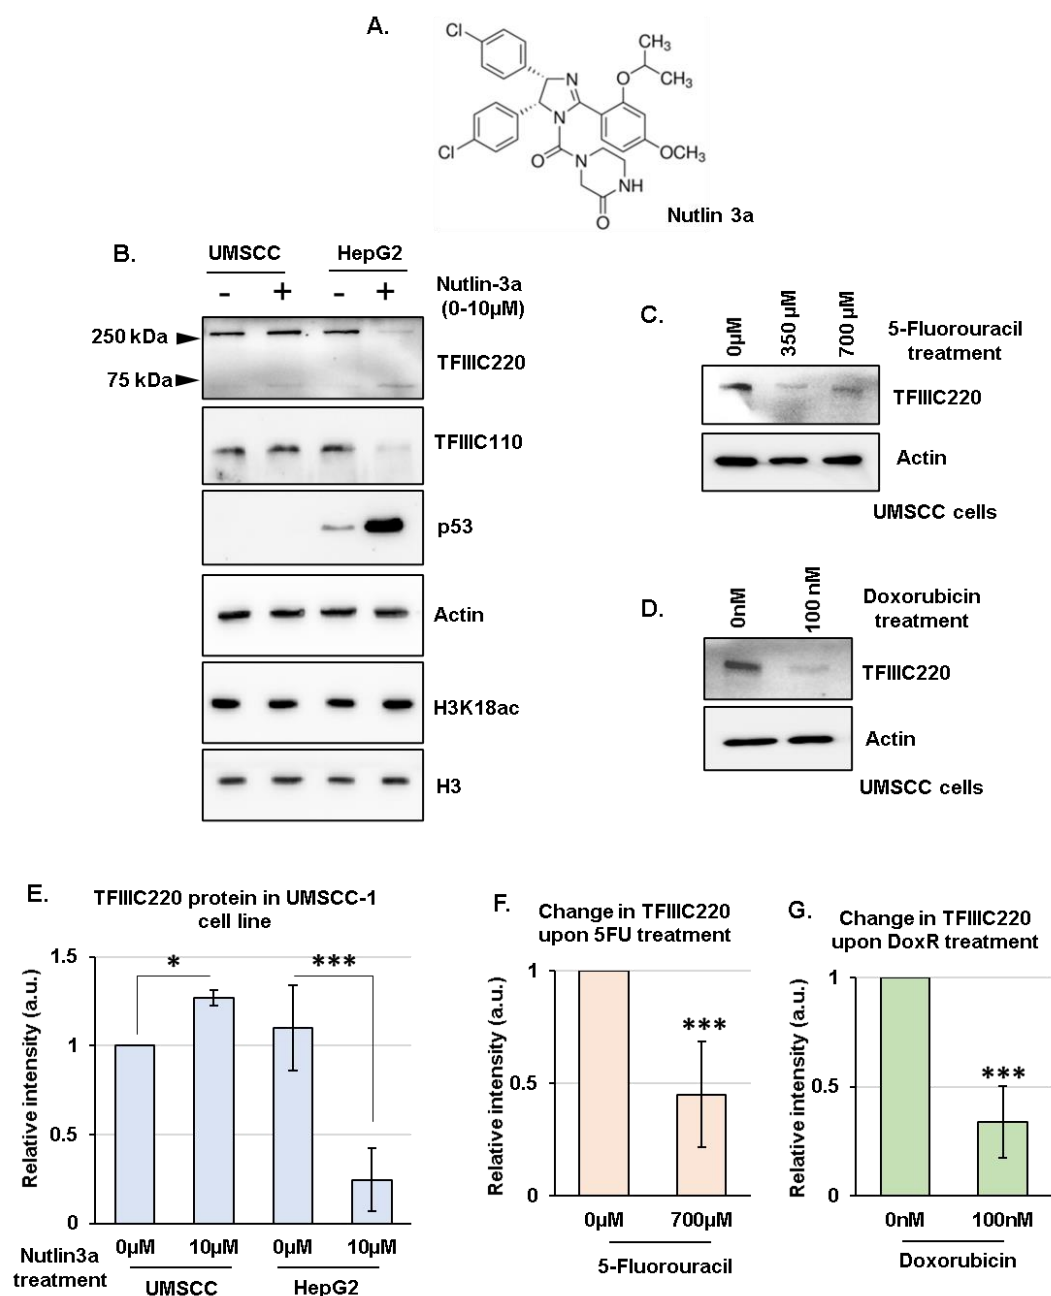 A.
Cl
CH₃
O
CH₃
N
N
Cl
O
N
OCH₃
NH
O
Nutlin 3a
B.
UMSCC
HepG2
- + - +
Nutlin-3a
(0-10µM)
250 kDa
75 kDa
TFIIIC220
TFIIIC110
p53
Actin
H3K18ac
H3
C.
0µM
350 µM
700 µM
5-Fluorouracil
treatment
TFIIIC220
Actin
UMSCC cells
D.
0nM
100 nM
Doxorubicin
treatment
TFIIIC220
Actin
UMSCC cells
E.
TFIIIC220 protein in UMSCC-1
cell line
Relative intensity (a.u.)
1.5
1
0.5
0
*
***
0µM 10µM 0µM 10µM
Nutlin3a
treatment
UMSCC HepG2
F.
Change in TFIIIC220
upon 5FU treatment
Relative intensity (a.u.)
1
0.5
0
***
0µM 700µM
5-Fluorouracil
G.
Change in TFIIIC220
upon DoxR treatment
Relative intensity (a.u.)
1
0.5
0
***
0nM 100nM
Doxorubicin